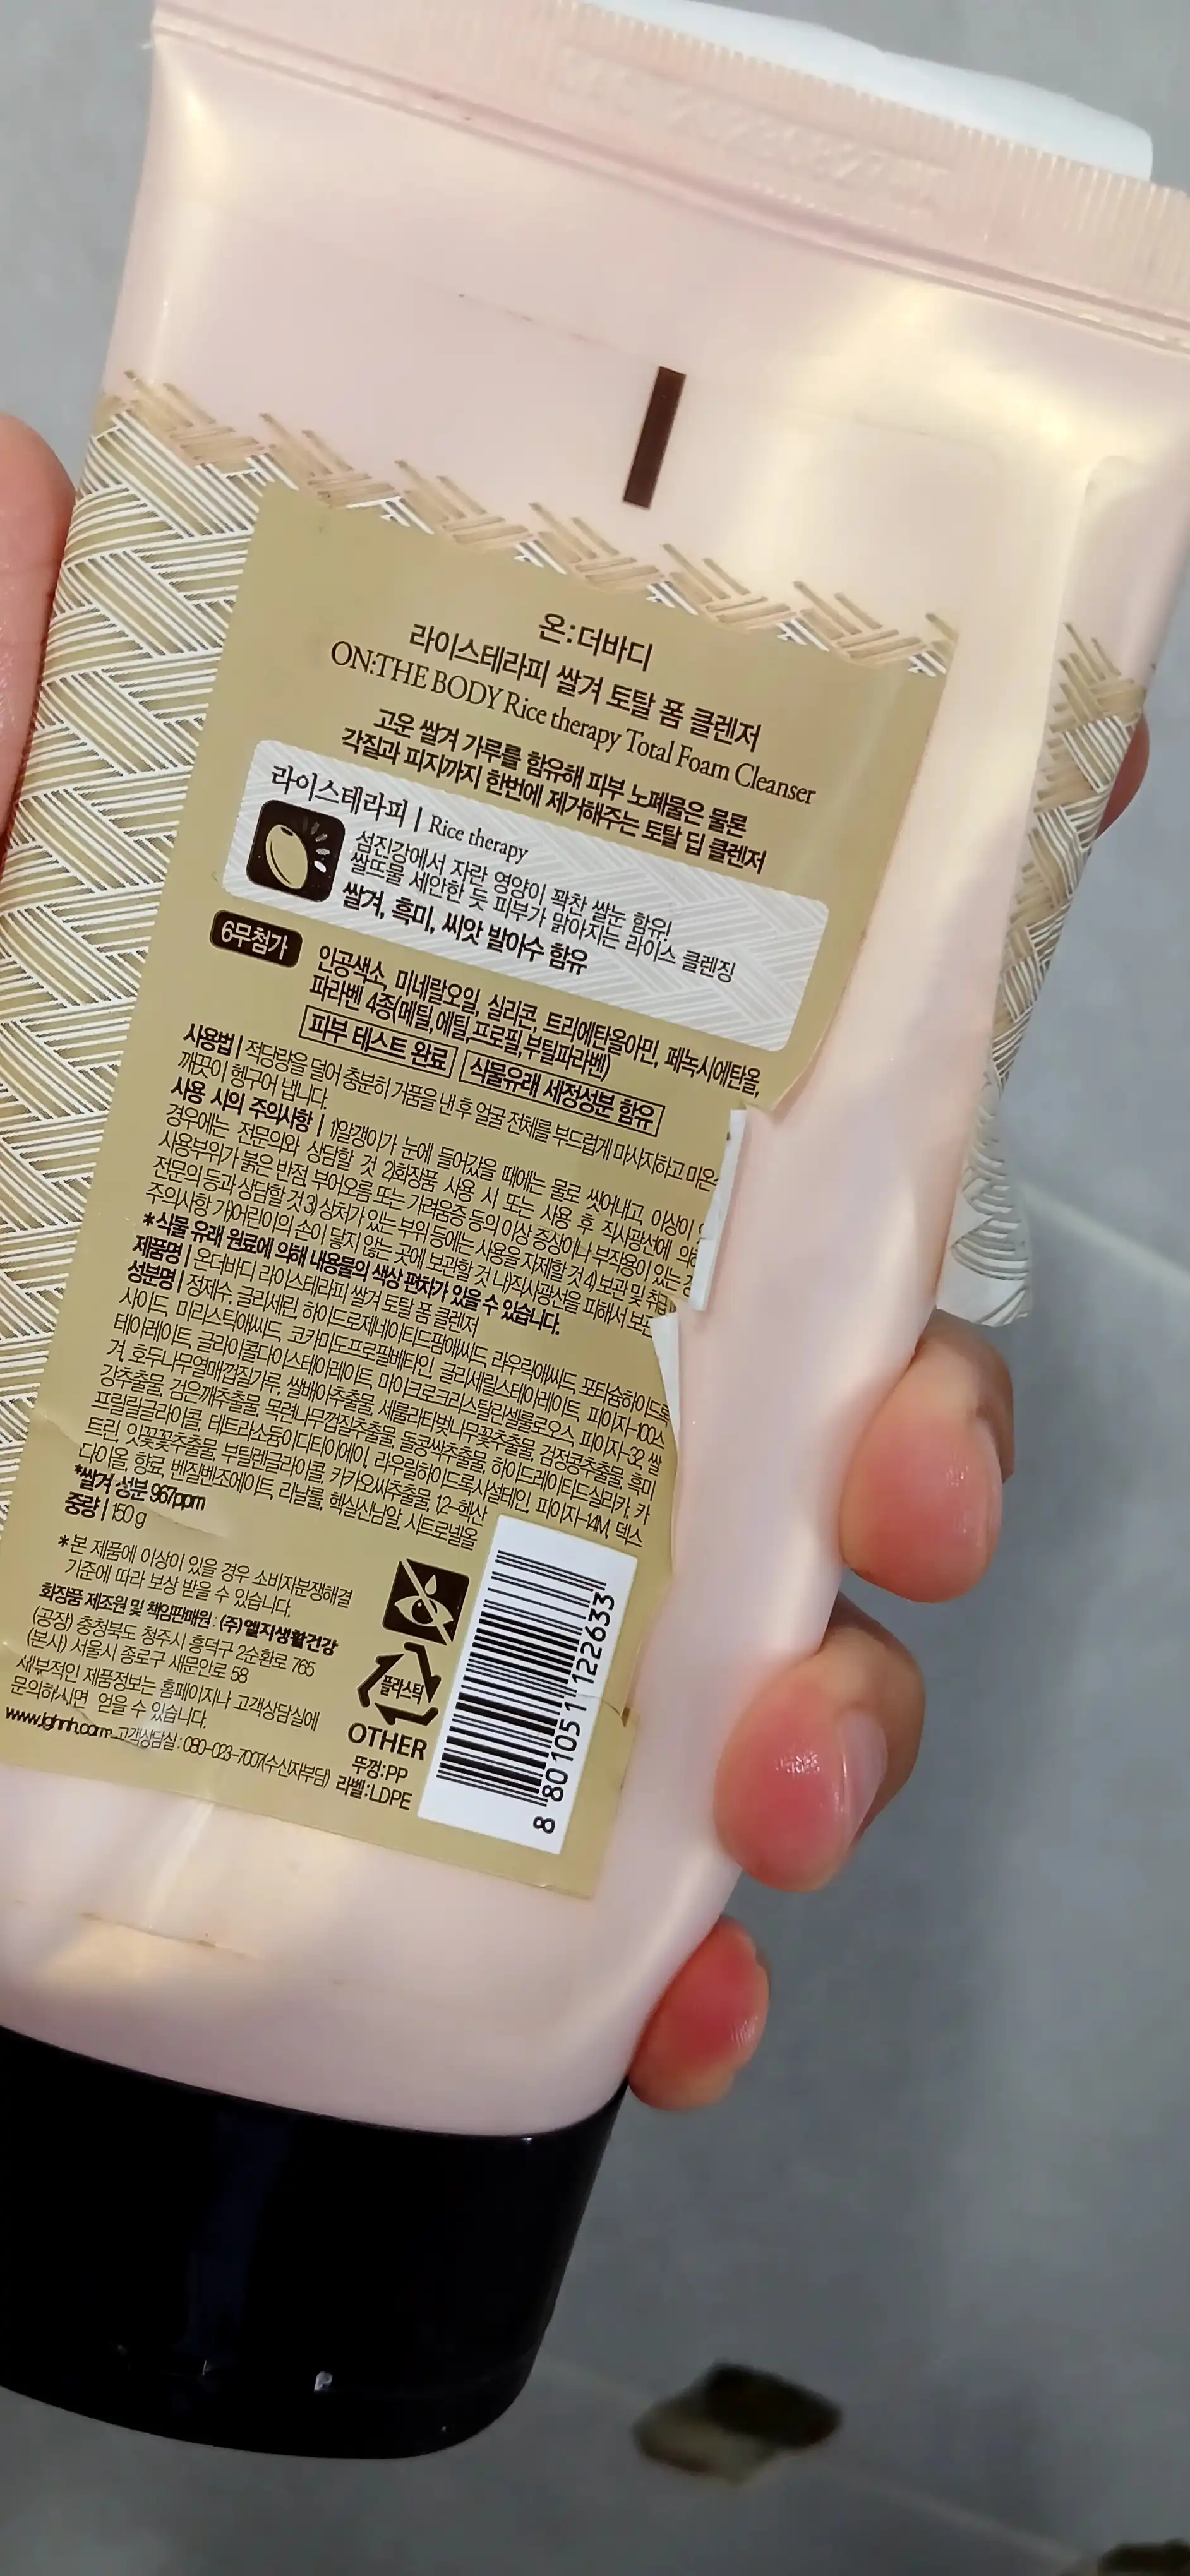 온:더바디
라이스테라피 쌀겨 토탈 폼 클렌저
ON:THE BODY Rice therapy Total Foam Cleanser
고운 쌀겨 가루를 함유해 피부 노폐물은 물론
각질과 피지까지 한번에 제거해주는 토탈 딥 클렌저
라이스테라피 | Rice therapy
섬진강에서 자란 영양이 꽉찬 쌀눈 함유!
쌀뜨물 세안한 듯 피부가 맑아지는 라이스 클렌징
쌀겨, 흑미, 씨앗 발아수 함유
6무첨가
인공색소, 미네랄오일, 실리콘, 트리에탄올아민, 페녹시에탄올,
파라벤 4종(메틸,에틸,프로필,부틸파라벤)
피부 테스트 완료 식물유래 세정성분 함유
사용법 | 적당량을 덜어 충분히 거품을 낸 후 얼굴 전체를 부드럽게 마사지하고 미온
깨끗이 헹구어 냅니다.
사용 시의 주의사항 | 1)알갱이가 눈에 들어갔을 때에는 물로 씻어내고, 이상이
경우에는 전문의와 상담할 것 2)화장품 사용 시 또는 사용 후 직사광선에 의해
사용부위가 붉은 반점, 부어오름 또는 가려움증 등의 이상 증상이나 부작용이 있는
전문의 등과 상담할 것 3)상처가 있는 부위 등에는 사용을 자제할 것 4)보관 및 취급
주의사항 가)어린이의 손이 닿지 않는 곳에 보관할 것 나)직사광선을 피해서 보관
*식물 유래 원료에 의해 내용물의 색상 편차가 있을 수 있습니다.
제품명 | 온더바디 라이스테라피 쌀겨 토탈 폼 클렌저
성분명 | 정제수, 글리세린, 하이드로제네이티드팜애씨드, 라우릭애씨드, 포타슘하이드록
사이드, 미리스틱애씨드, 코카미도프로필베타인, 글리세릴스테아레이트, 피이지-100스
테아레이트, 글라이콜다이스테아레이트, 마이크로크리스탈린셀룰로오스, 피이지-32, 쌀
겨, 호두나무열매껍질가루, 쌀배아추출물, 세룰라타벚나무꽃추출물, 검정콩추출물, 흑미
강추출물, 검은깨추출물, 목련나무껍질추출물, 돌콩싹추출물, 하이드레이티드실리카, 카
프릴릴글라이콜, 테트라소듐이디티에이, 라우릴하이드록시설테인, 피이지-14M, 덱스
트린, 잇꽃꽃추출물, 부틸렌글라이콜, 카카오씨추출물, 1,2-헥산
다이올, 향료, 벤질벤조에이트, 리날룰, 헥실신남알, 시트로넬올
*쌀겨 성분 967ppm
중량 | 150g
*본 제품에 이상이 있을 경우 소비자분쟁해결
기준에 따라 보상 받을 수 있습니다.
화장품 제조원 및 책임판매원 : (주)엘지생활건강
(공장) 충청북도 청주시 흥덕구 2순환로 765
(본사) 서울시 종로구 새문안로 58
세부적인 제품정보는 홈페이지나 고객상담실에
문의하시면 얻을 수 있습니다.
www.lghnh.com 고객상담실 : 080-023-7007(수신자부담)
플라스틱
OTHER
뚜껑:PP
라벨:LDPE
8 801051 122633